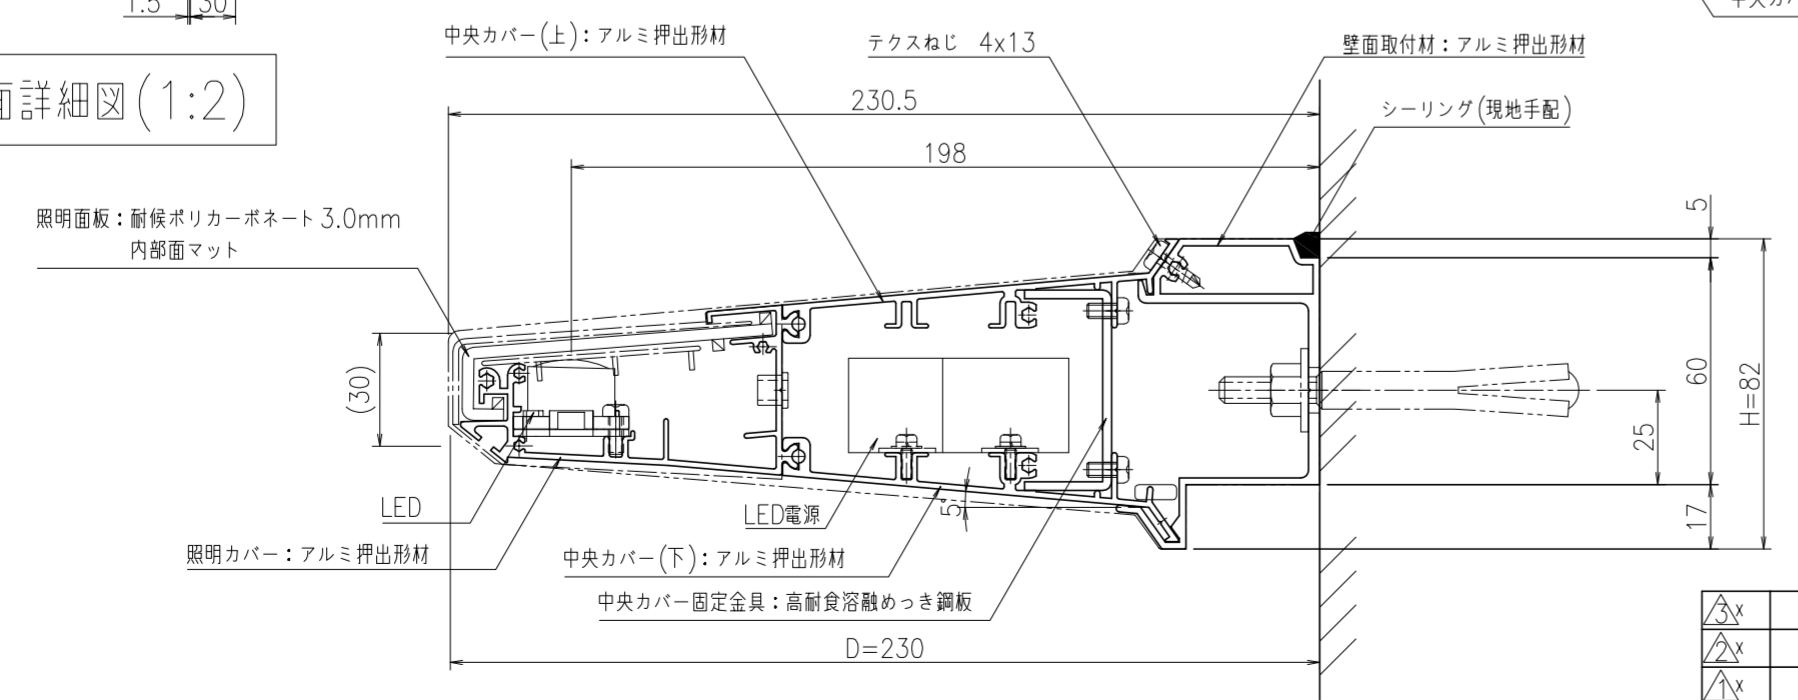 1.5
30
中央カバー(上)：アルミ押出形材
テクスねじ 4x13
壁面取付材：アルミ押出形材
面詳細図(1:2)
230.5
シーリング(現地手配)
198
照明面板：耐候ポリカーボネート 3.0mm
内部面マット
5
(30)
60
H=82
25
17
5°
LED
LED電源
照明カバー：アルミ押出形材
中央カバー(下)：アルミ押出形材
中央カバー固定金具：高耐食溶融めっき鋼板
D=230
3 x
2 x
1 x